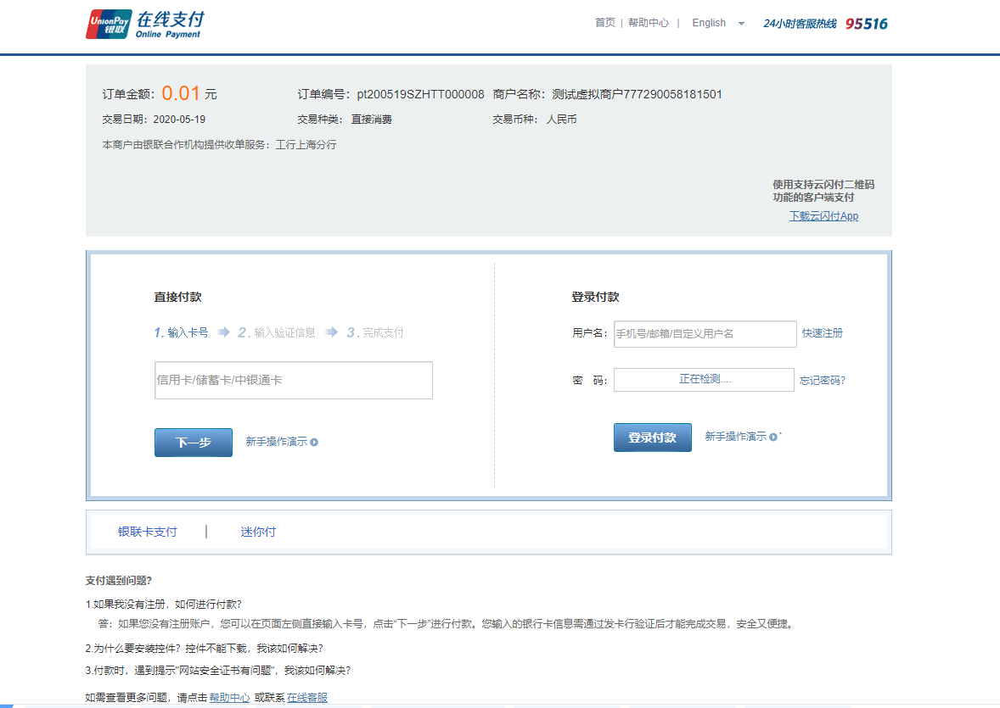 UnionPay 银联 在线支付 Online Payment
首页 | 帮助中心 | English 24小时客服热线 95516
订单金额：0.01 元 订单编号：pt200519SZHTT000008 商户名称：测试虚拟商户777290058181501
交易日期：2020-05-19 交易种类：直接消费 交易币种：人民币
本商户由银联合作机构提供收单服务：工行上海分行
使用支持云闪付二维码
功能的客户端支付
下载云闪付App
直接付款
1. 输入卡号 2. 输入验证信息 3. 完成支付
信用卡/储蓄卡/中银通卡
下一步 新手操作演示
登录付款
用户名： 手机号/邮箱/自定义用户名 快速注册
密 码： 正在检测.... 忘记密码?
登录付款 新手操作演示
银联卡支付 | 迷你付
支付遇到问题?
1.如果我没有注册，如何进行付款?
答：如果您没有注册账户，您可以在页面左侧直接输入卡号，点击“下一步”进行付款。您输入的银行卡信息需通过发卡行验证后才能完成交易，安全又便捷。
2.为什么要安装控件？控件不能下载，我该如何解决?
3.付款时，遇到提示"网站安全证书有问题"，我该如何解决?
如需查看更多问题，请点击 帮助中心 或联系 在线客服